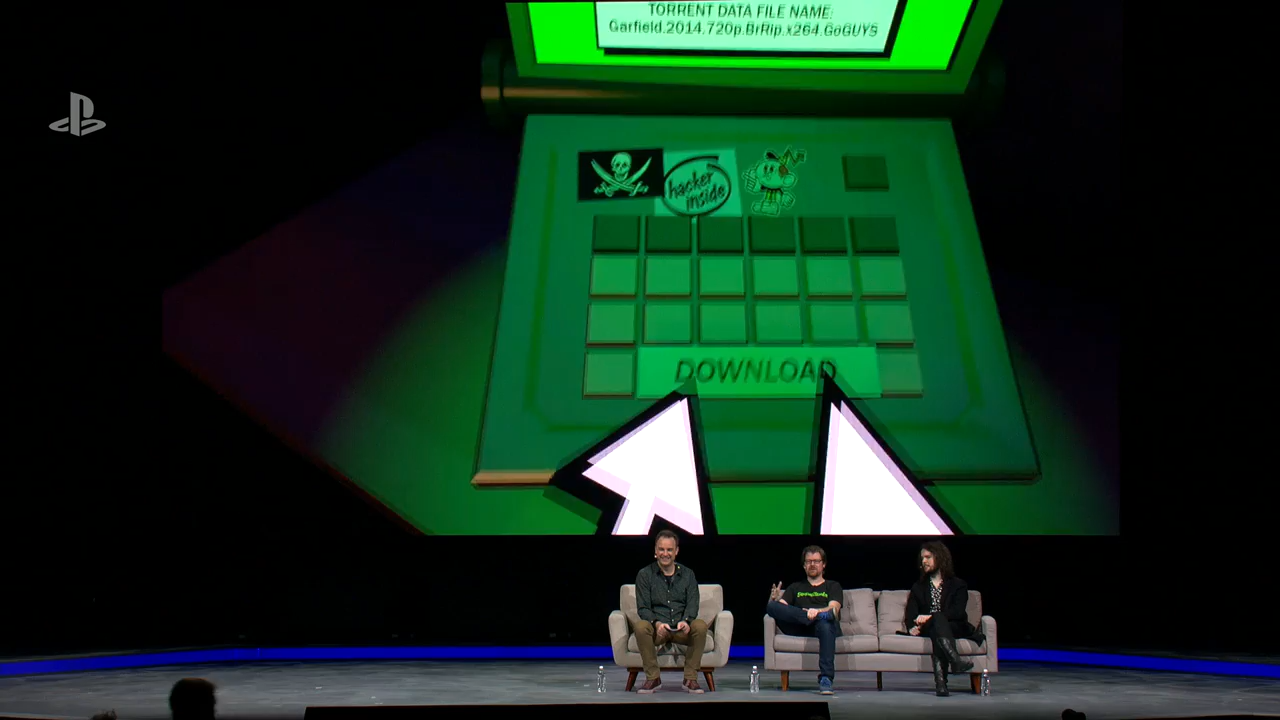 TORRENT DATA FILE NAME:
Garfield.2014.720p.BrRip.x264.GoGUYS
hacker
inside
DOWNLOAD